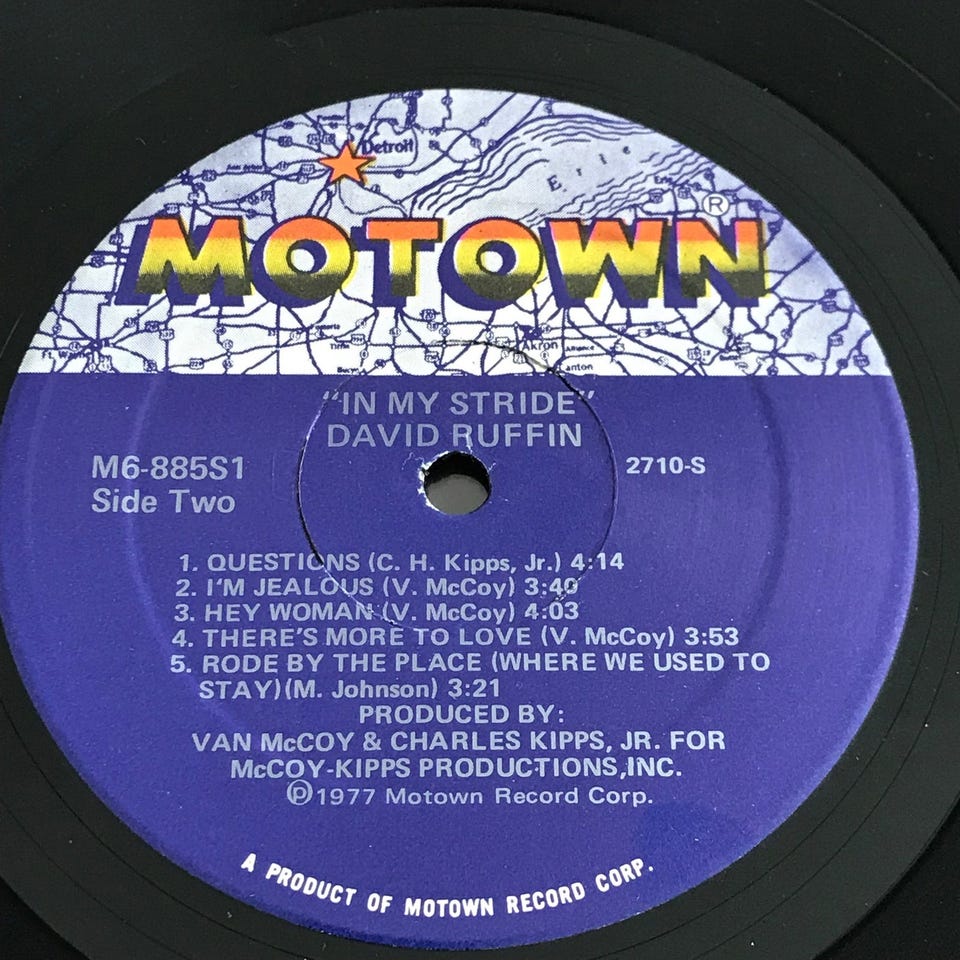 Detroit
Erie
MOTOWN®
Ft. Wayne
Akron
"IN MY STRIDE"
DAVID RUFFIN
M6-885S1
2710-S
Side Two
1. QUESTIONS (C. H. Kipps, Jr.) 4:14
2. I'M JEALOUS (V. McCoy) 3:40
3. HEY WOMAN (V. McCoy) 4:03
4. THERE'S MORE TO LOVE (V. McCoy) 3:53
5. RODE BY THE PLACE (WHERE WE USED TO
STAY)(M. Johnson) 3:21
PRODUCED BY:
VAN McCOY & CHARLES KIPPS, JR. FOR
McCOY-KIPPS PRODUCTIONS,INC.
℗1977 Motown Record Corp.
A PRODUCT OF MOTOWN RECORD CORP.